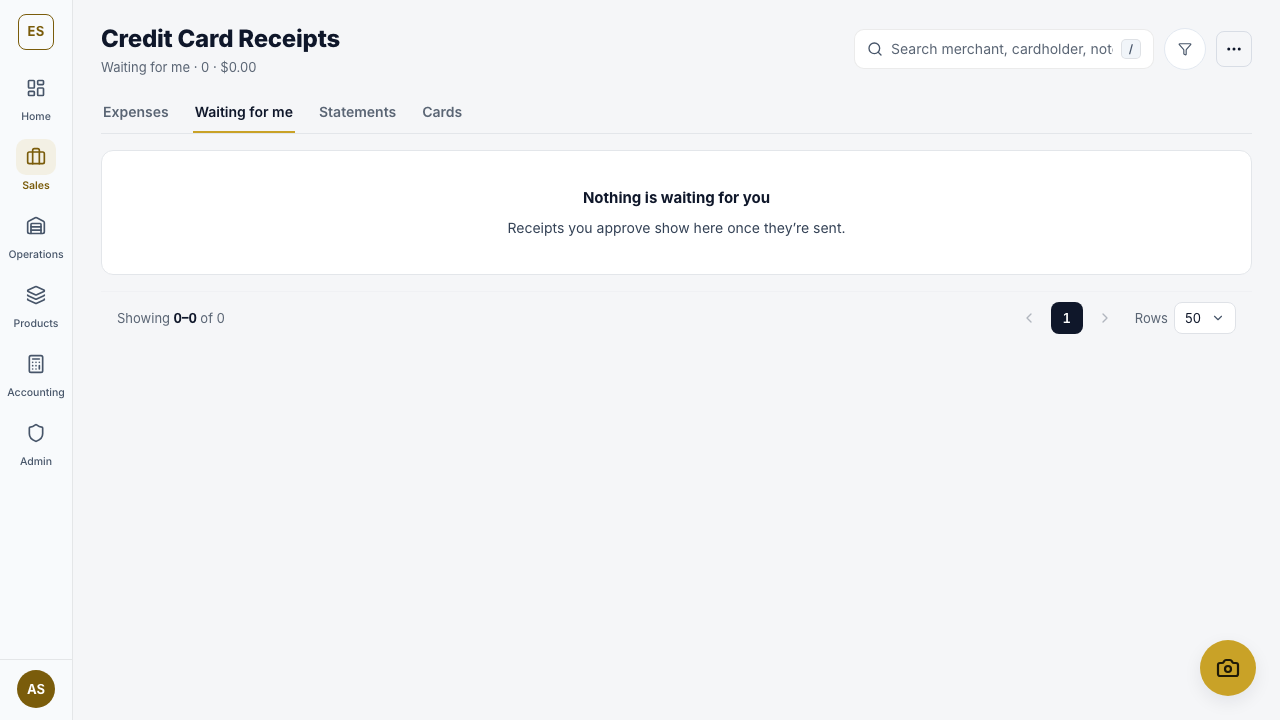 ES
Home
Sales
Operations
Products
Accounting
Admin
AS
Credit Card Receipts
Waiting for me · 0 · $0.00
Search merchant, cardholder, not
/
Expenses
Waiting for me
Statements
Cards
Nothing is waiting for you
Receipts you approve show here once they’re sent.
Showing 0–0 of 0
1
Rows
50